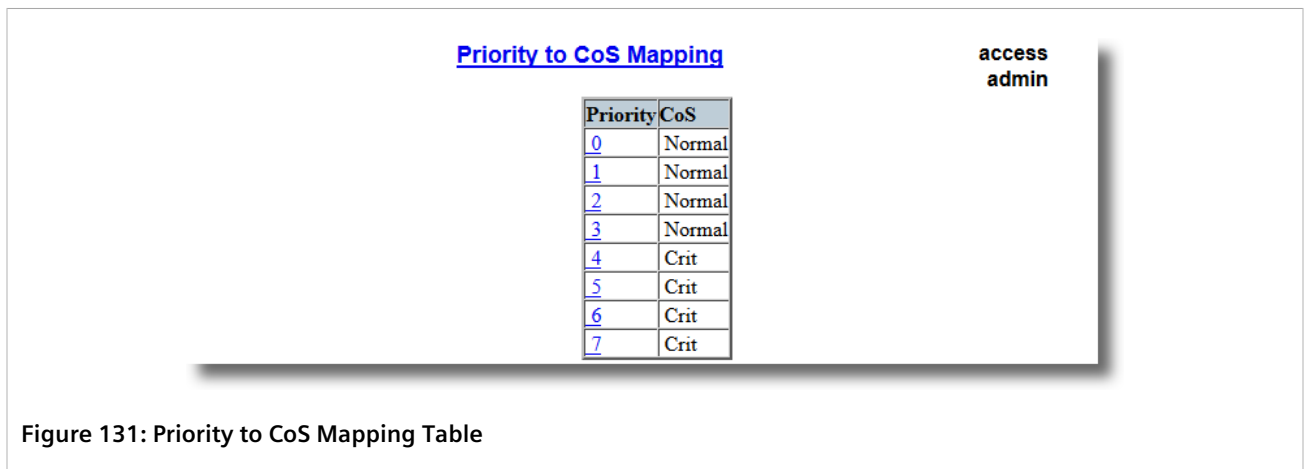 Priority to CoS Mapping
access
admin
Priority CoS
0 Normal
1 Normal
2 Normal
3 Normal
4 Crit
5 Crit
6 Crit
7 Crit
Figure 131: Priority to CoS Mapping Table